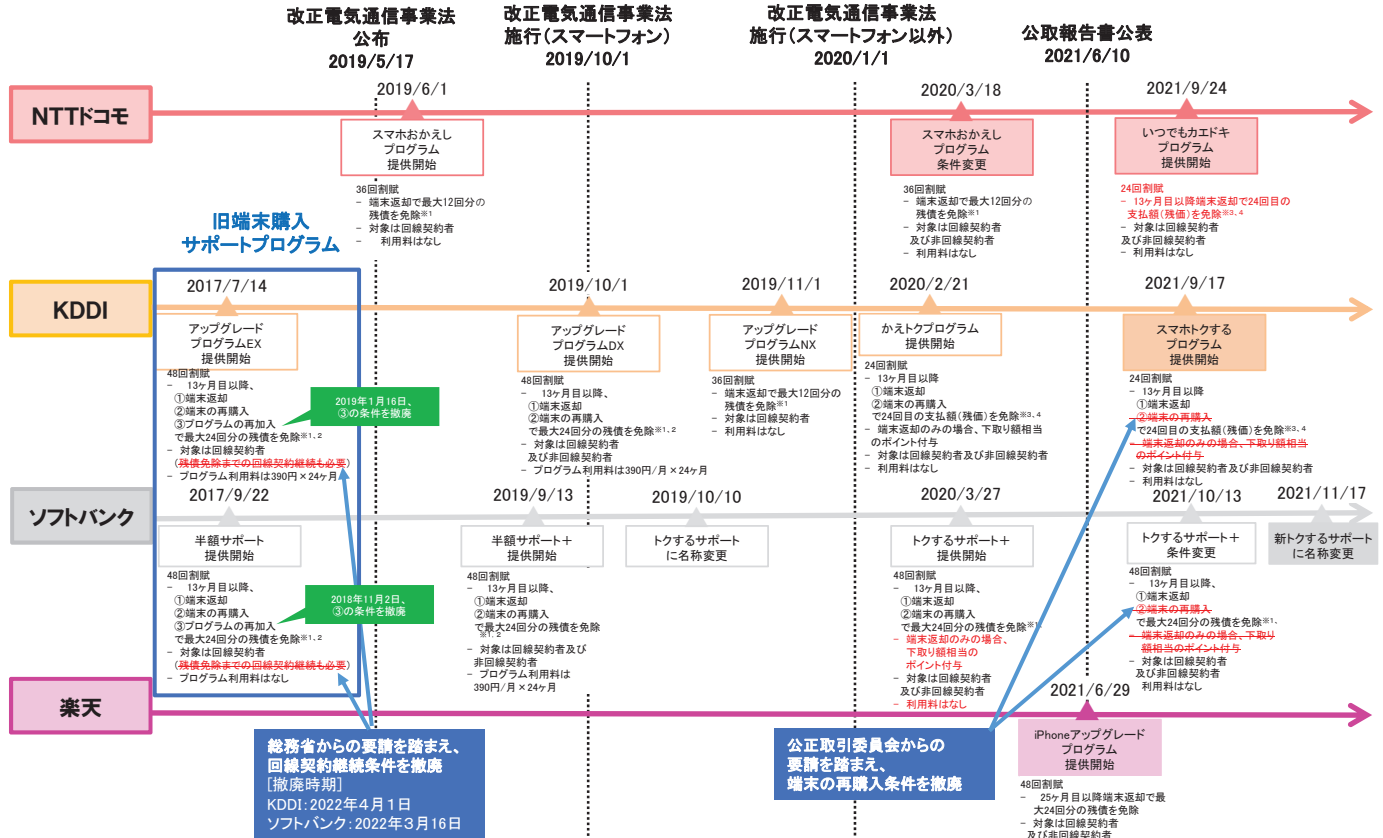 改正電気通信事業法
公布
2019/5/17
改正電気通信事業法
施行(スマートフォン)
2019/10/1
改正電気通信事業法
施行(スマートフォン以外)
2020/1/1
公取報告書公表
2021/6/10
NTTドコモ
2019/6/1
スマホおかえし
プログラム
提供開始
36回割賦
- 端末返却で最大12回分の
残債を免除※1
- 対象は回線契約者
- 利用料はなし
2020/3/18
スマホおかえし
プログラム
条件変更
36回割賦
- 端末返却で最大12回分の
残債を免除※1
- 対象は回線契約者
及び非回線契約者
- 利用料はなし
2021/9/24
いつでもカエドキ
プログラム
提供開始
24回割賦
- 13ヶ月目以降端末返却で24回目の
支払額(残価)を免除※3、4
- 対象は回線契約者
及び非回線契約者
- 利用料はなし
旧端末購入
サポートプログラム
KDDI
2017/7/14
アップグレード
プログラムEX
提供開始
48回割賦
- 13ヶ月目以降、
①端末返却
②端末の再購入
③プログラムの再加入
で最大24回分の残債を免除※1、2
- 対象は回線契約者
(残債免除までの回線契約継続も必要)
- プログラム利用料は390円/月×24ヶ月
2019年1月16日、
③の条件を撤廃
2019/10/1
アップグレード
プログラムDX
提供開始
48回割賦
- 13ヶ月目以降、
①端末返却
②端末の再購入
で最大24回分の残債を免除※1、2
- 対象は回線契約者
及び非回線契約者
- プログラム利用料は390円/月×24ヶ月
2019/11/1
アップグレード
プログラムNX
提供開始
36回割賦
- 端末返却で最大12回分の
残債を免除※1
- 対象は回線契約者
- 利用料はなし
2020/2/21
かえトクプログラム
提供開始
24回割賦
- 13ヶ月目以降
①端末返却
②端末の再購入
で24回目の支払額(残価)を免除※3、4
- 端末返却のみの場合、下取り額相当
のポイント付与
- 対象は回線契約者及び非回線契約者
- 利用料はなし
2021/9/17
スマホトクする
プログラム
提供開始
24回割賦
- 13ヶ月目以降
①端末返却
②端末の再購入
で24回目の支払額(残価)を免除※3、4
- 端末返却のみの場合、下取り額相当
のポイント付与
- 対象は回線契約者及び非回線契約者
- 利用料はなし
ソフトバンク
2017/9/22
半額サポート
提供開始
48回割賦
- 13ヶ月目以降、
①端末返却
②端末の再購入
③プログラムの再加入
で最大24回分の残債を免除※1、2
- 対象は回線契約者
(残債免除までの回線契約継続も必要)
- プログラム利用料はなし
2018年11月2日、
③の条件を撤廃
2019/9/13
半額サポート+
提供開始
48回割賦
- 13ヶ月目以降、
①端末返却
②端末の再購入
で最大24回分の残債を免除
※1、2
- 対象は回線契約者及び
非回線契約者
- プログラム利用料は
390円/月×24ヶ月
2019/10/10
トクするサポート
に名称変更
2020/3/27
トクするサポート+
提供開始
48回割賦
- 13ヶ月目以降、
①端末返却
②端末の再購入
で最大24回分の残債を免除※1、
- 端末返却のみの場合、
下取り額相当の
ポイント付与
- 対象は回線契約者
及び非回線契約者
- 利用料はなし
2021/10/13
トクするサポート+
条件変更
48回割賦
- 13ヶ月目以降、
①端末返却
②端末の再購入
で最大24回分の残債を免除※1、
- 端末返却のみの場合、下取り
額相当のポイント付与
- 対象は回線契約者
及び非回線契約者
利用料はなし
2021/11/17
新トクするサポート
に名称変更
楽天
2021/6/29
iPhoneアップグレード
プログラム
提供開始
48回割賦
- 25ヶ月目以降端末返却で最
大24回分の残債を免除
- 対象は回線契約者
及び非回線契約者
総務省からの要請を踏まえ、
回線契約継続条件を撤廃
[撤廃時期]
KDDI:2022年4月1日
ソフトバンク:2022年3月16日
公正取引委員会からの
要請を踏まえ、
端末の再購入条件を撤廃